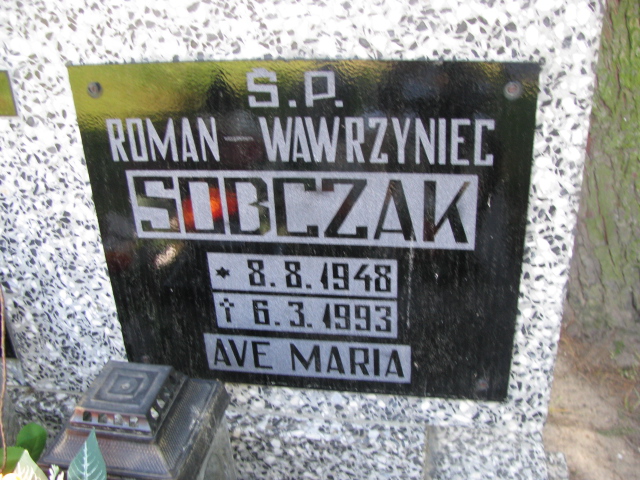 Ś.P.
ROMAN-WAWRZYNIEC
SOBCZAK
* 8.8.1948
† 6.3.1993
AVE MARIA